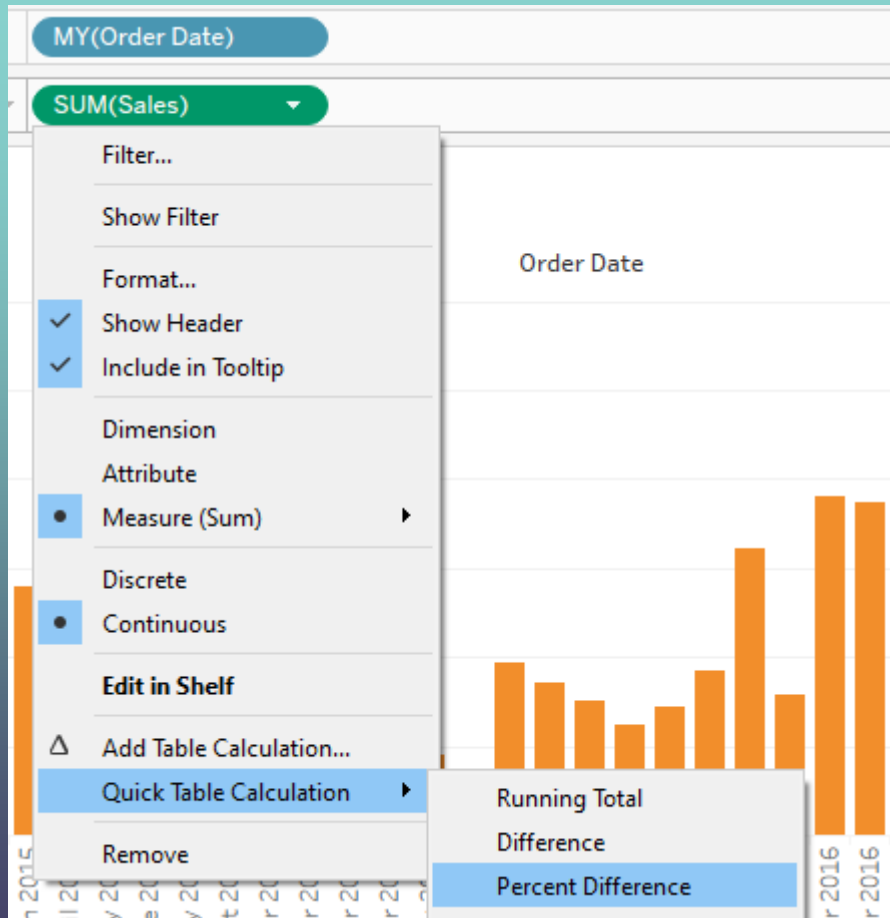 MY(Order Date)
SUM(Sales)
Filter...
Show Filter
Format...
Show Header
Include in Tooltip
Dimension
Attribute
Measure (Sum)
Discrete
Continuous
Edit in Shelf
Add Table Calculation...
Quick Table Calculation
Remove
Order Date
Running Total
Difference
Percent Difference
2015
2016
2016